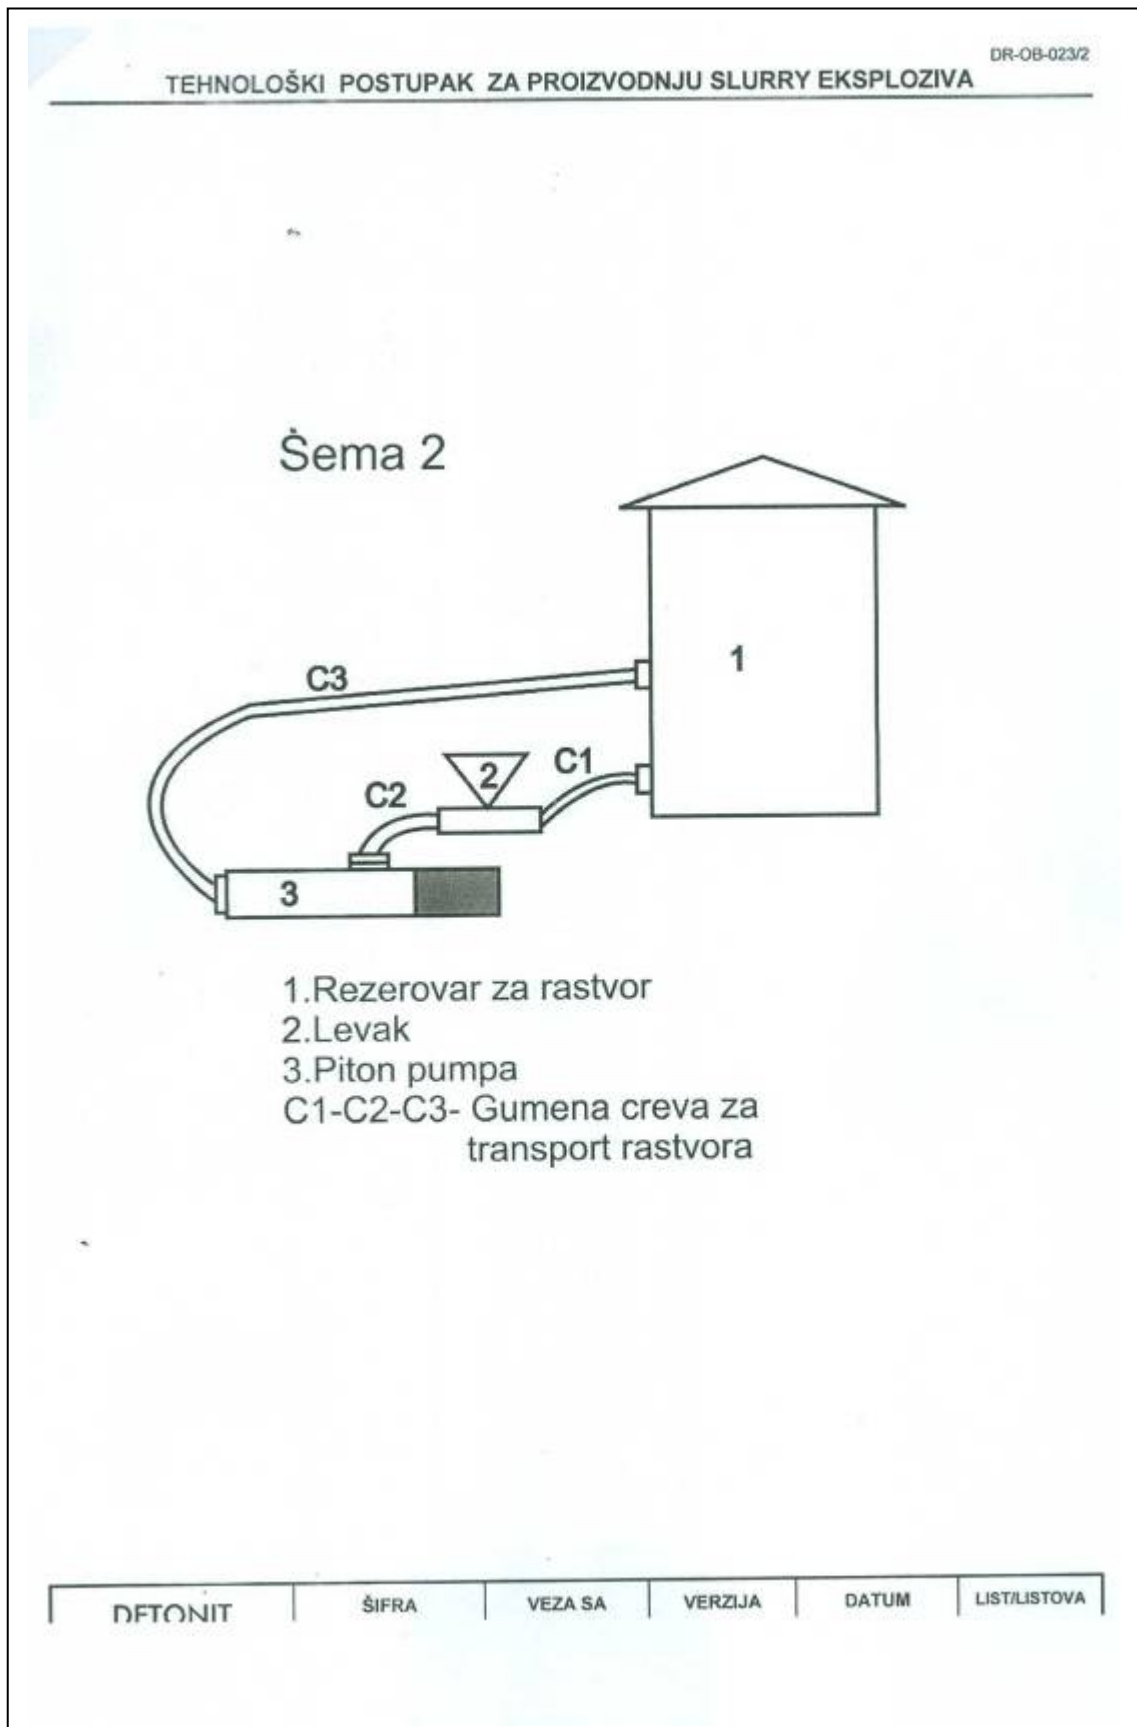 DR-OB-023/2
TEHNOLOŠKI POSTUPAK ZA PROIZVODNJU SLURRY EKSPLOZIVA
Šema 2
1
C3
2
C1
C2
3
1.Rezerovar za rastvor
2.Levak
3.Piton pumpa
C1-C2-C3- Gumena creva za
transport rastvora
DETONIT ŠIFRA VEZA SA VERZIJA DATUM LIST/LISTOVA